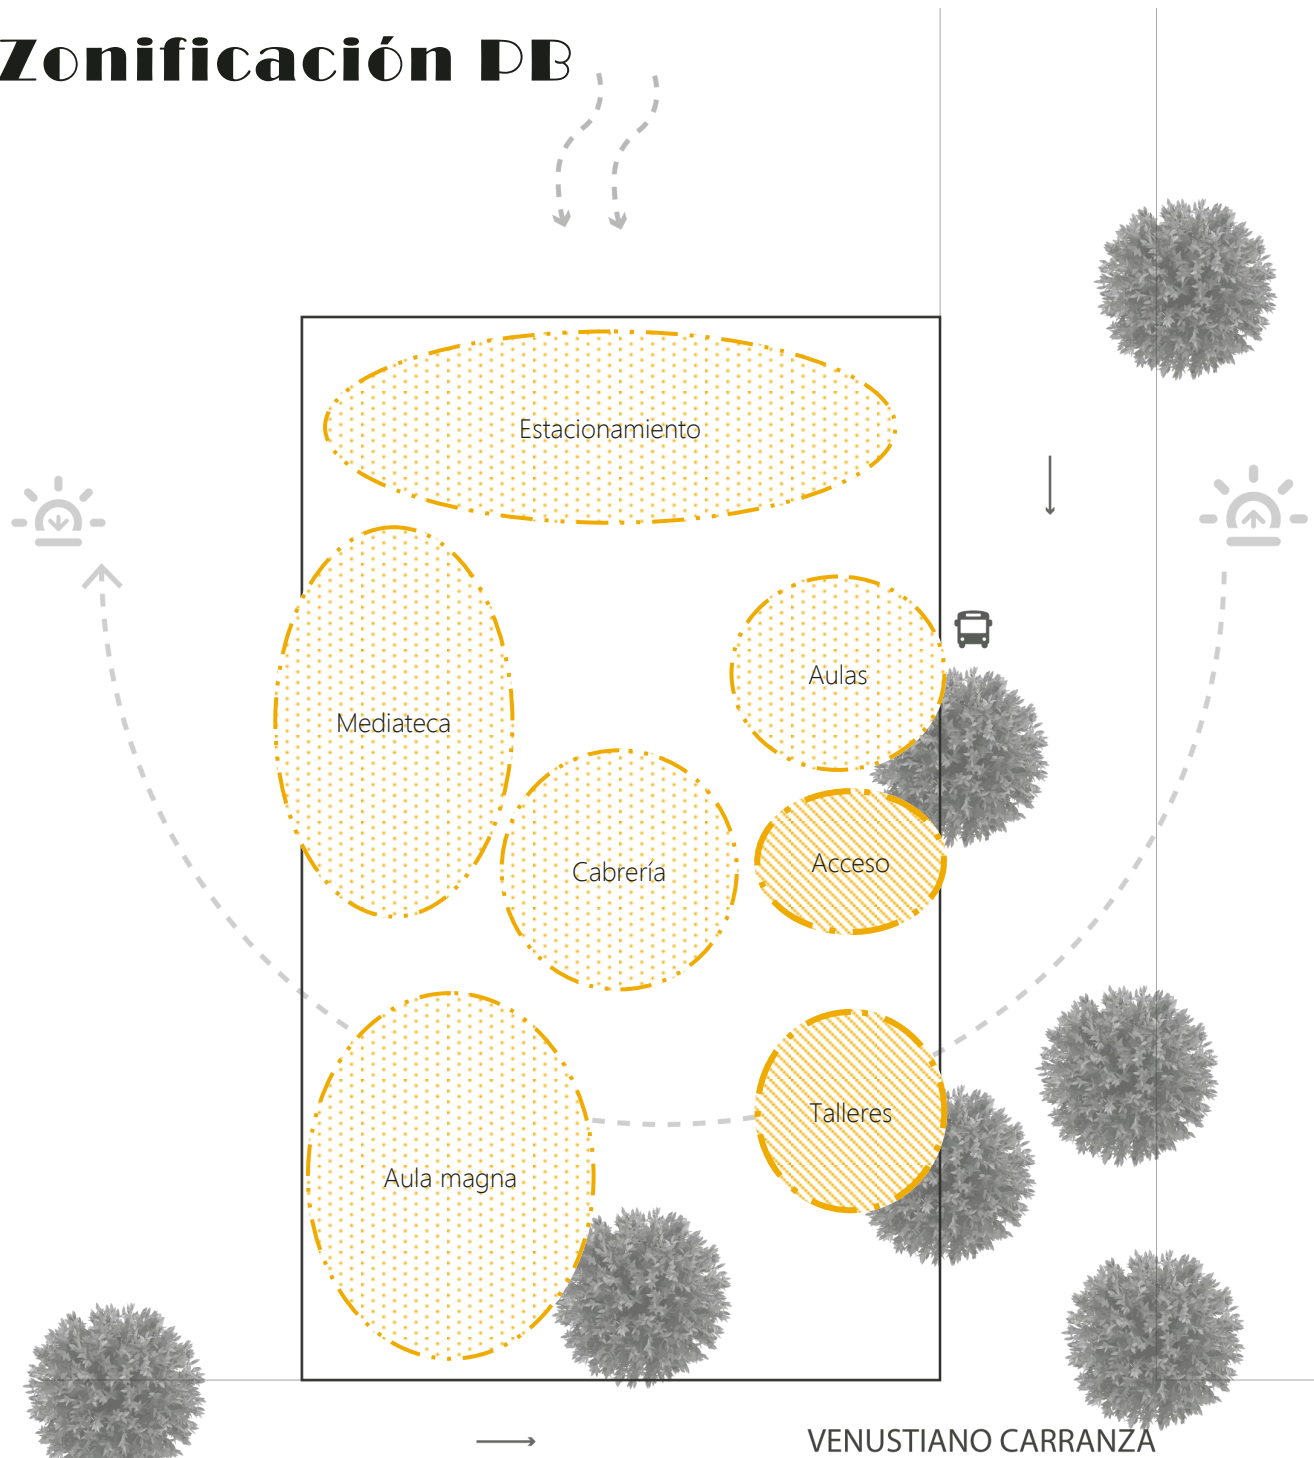 Zonificación PB
Estacionamiento
Aulas
Mediateca
Acceso
Cabrería
Talleres
Aula magna
VENUSTIANO CARRANZA